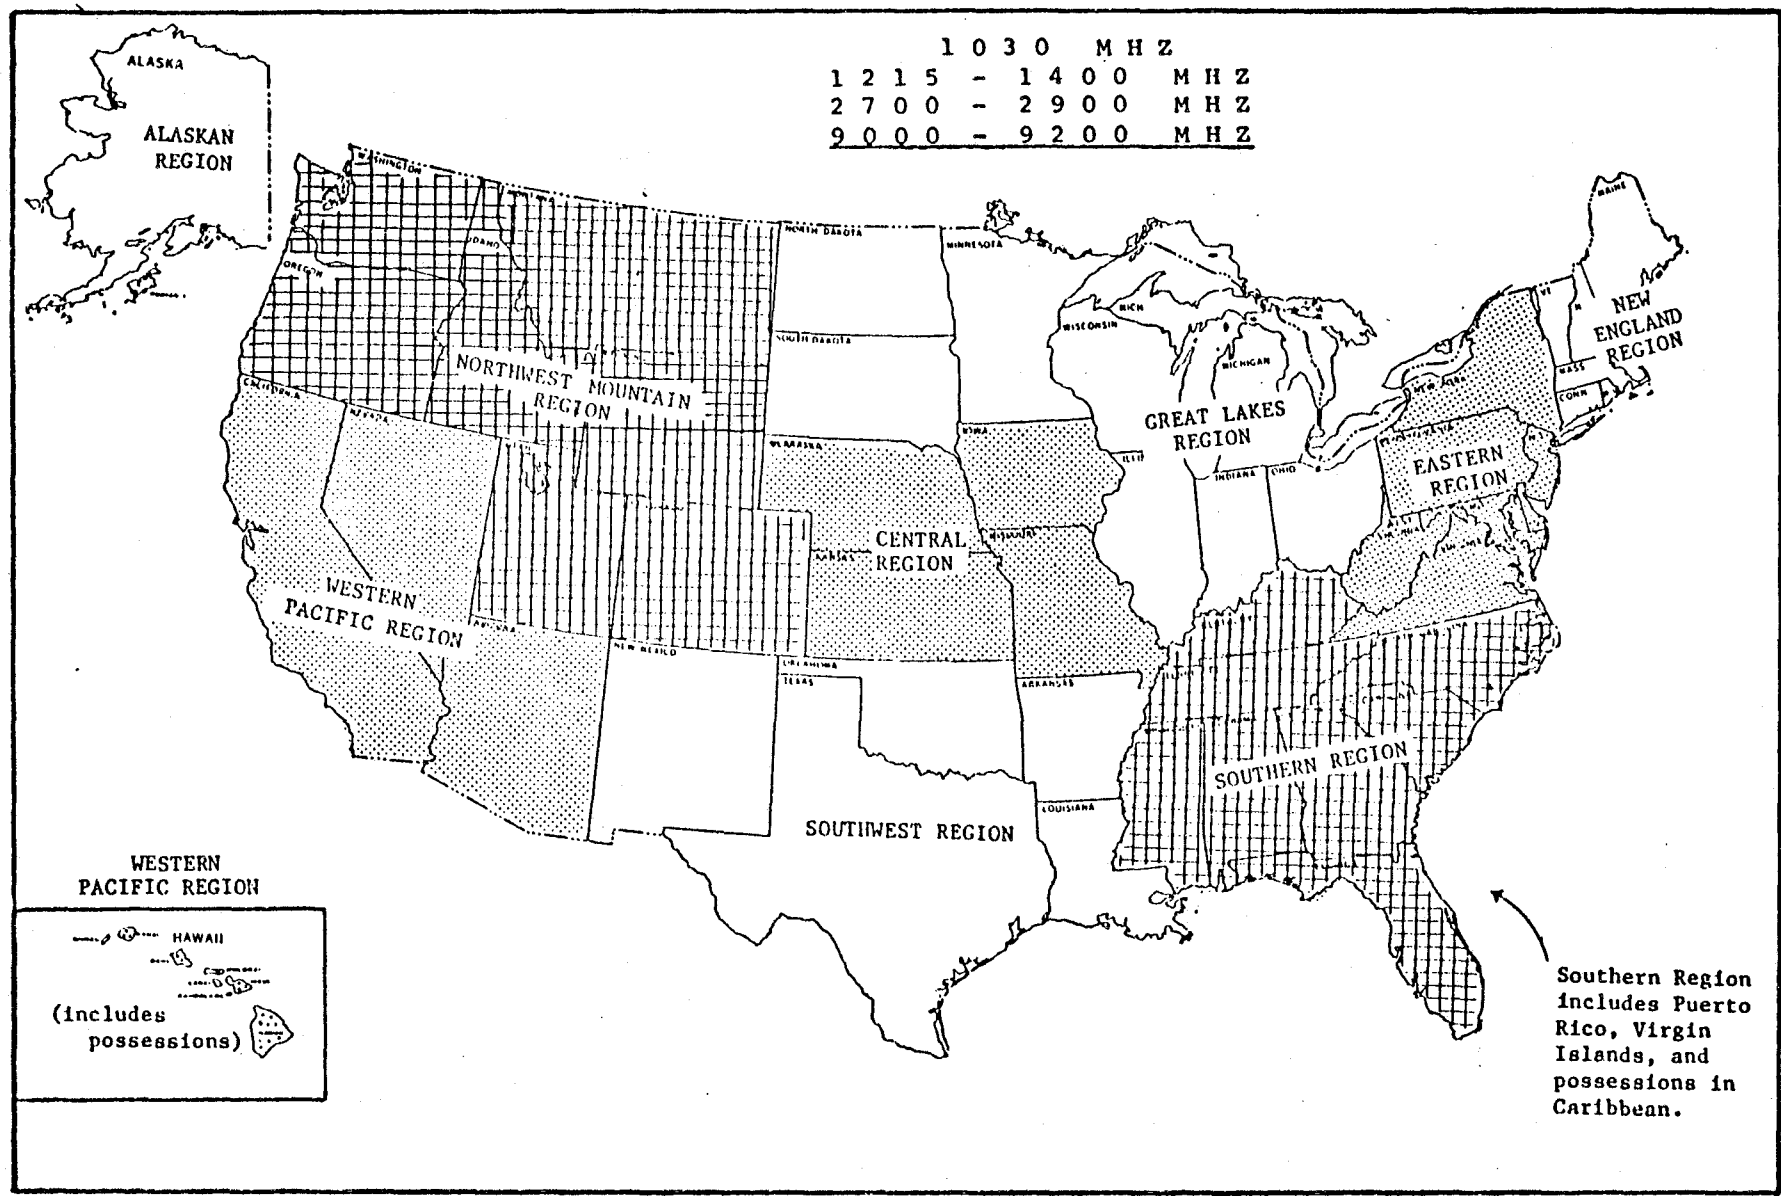 1030 MHZ
1215 - 1400 MHZ
2700 - 2900 MHZ
9000 - 9200 MHZ
ALASKA
ALASKAN
REGION
WASHINGTON
MONTANA
IDAHO
OREGON
NORTH DAKOTA
MINNESOTA
SOUTH DAKOTA
WISCONSIN
MICH
MICHIGAN
MAINE
VT
N
NEW
ENGLAND
REGION
MASS
CONN
NEW YORK
NORTHWEST MOUNTAIN
REGION
GREAT LAKES
REGION
CALIFORNIA
NEVADA
NEBRASKA
IOWA
INDIANA
OHIO
EASTERN
REGION
CENTRAL
REGION
KANSAS
MISSOURI
WESTERN
PACIFIC REGION
ARIZONA
NEW MEXICO
OKLAHOMA
TEXAS
ARKANSAS
LOUISIANA
SOUTHERN REGION
SOUTHWEST REGION
WESTERN
PACIFIC REGION
HAWAII
(includes
possessions)
Southern Region
includes Puerto
Rico, Virgin
Islands, and
possessions in
Caribbean.